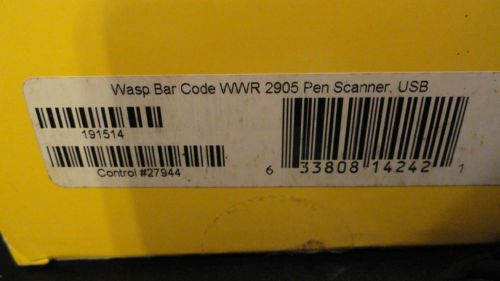 Wasp Bar Code WWR 2905 Pen Scanner, USB
191514
Control #27944
6 33808 14242 1